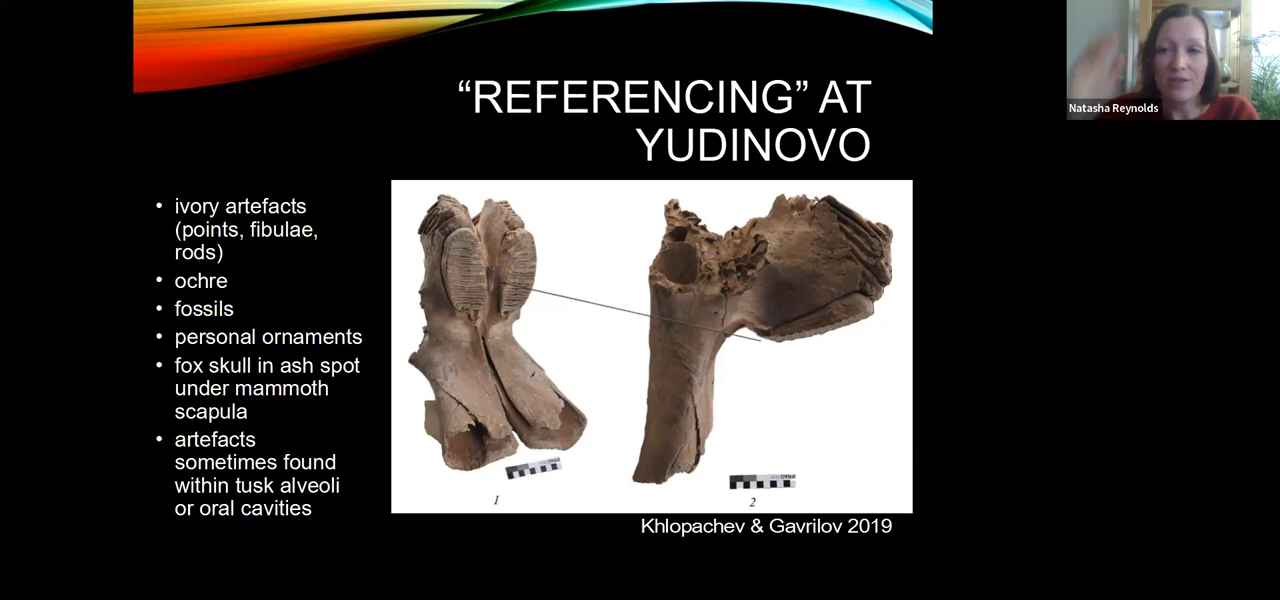 “REFERENCING” AT
YUDINOVO
Natasha Reynolds
• ivory artefacts
(points, fibulae,
rods)
• ochre
• fossils
• personal ornaments
• fox skull in ash spot
under mammoth
scapula
• artefacts
sometimes found
within tusk alveoli
or oral cavities
1
2
Khlopachev & Gavrilov 2019